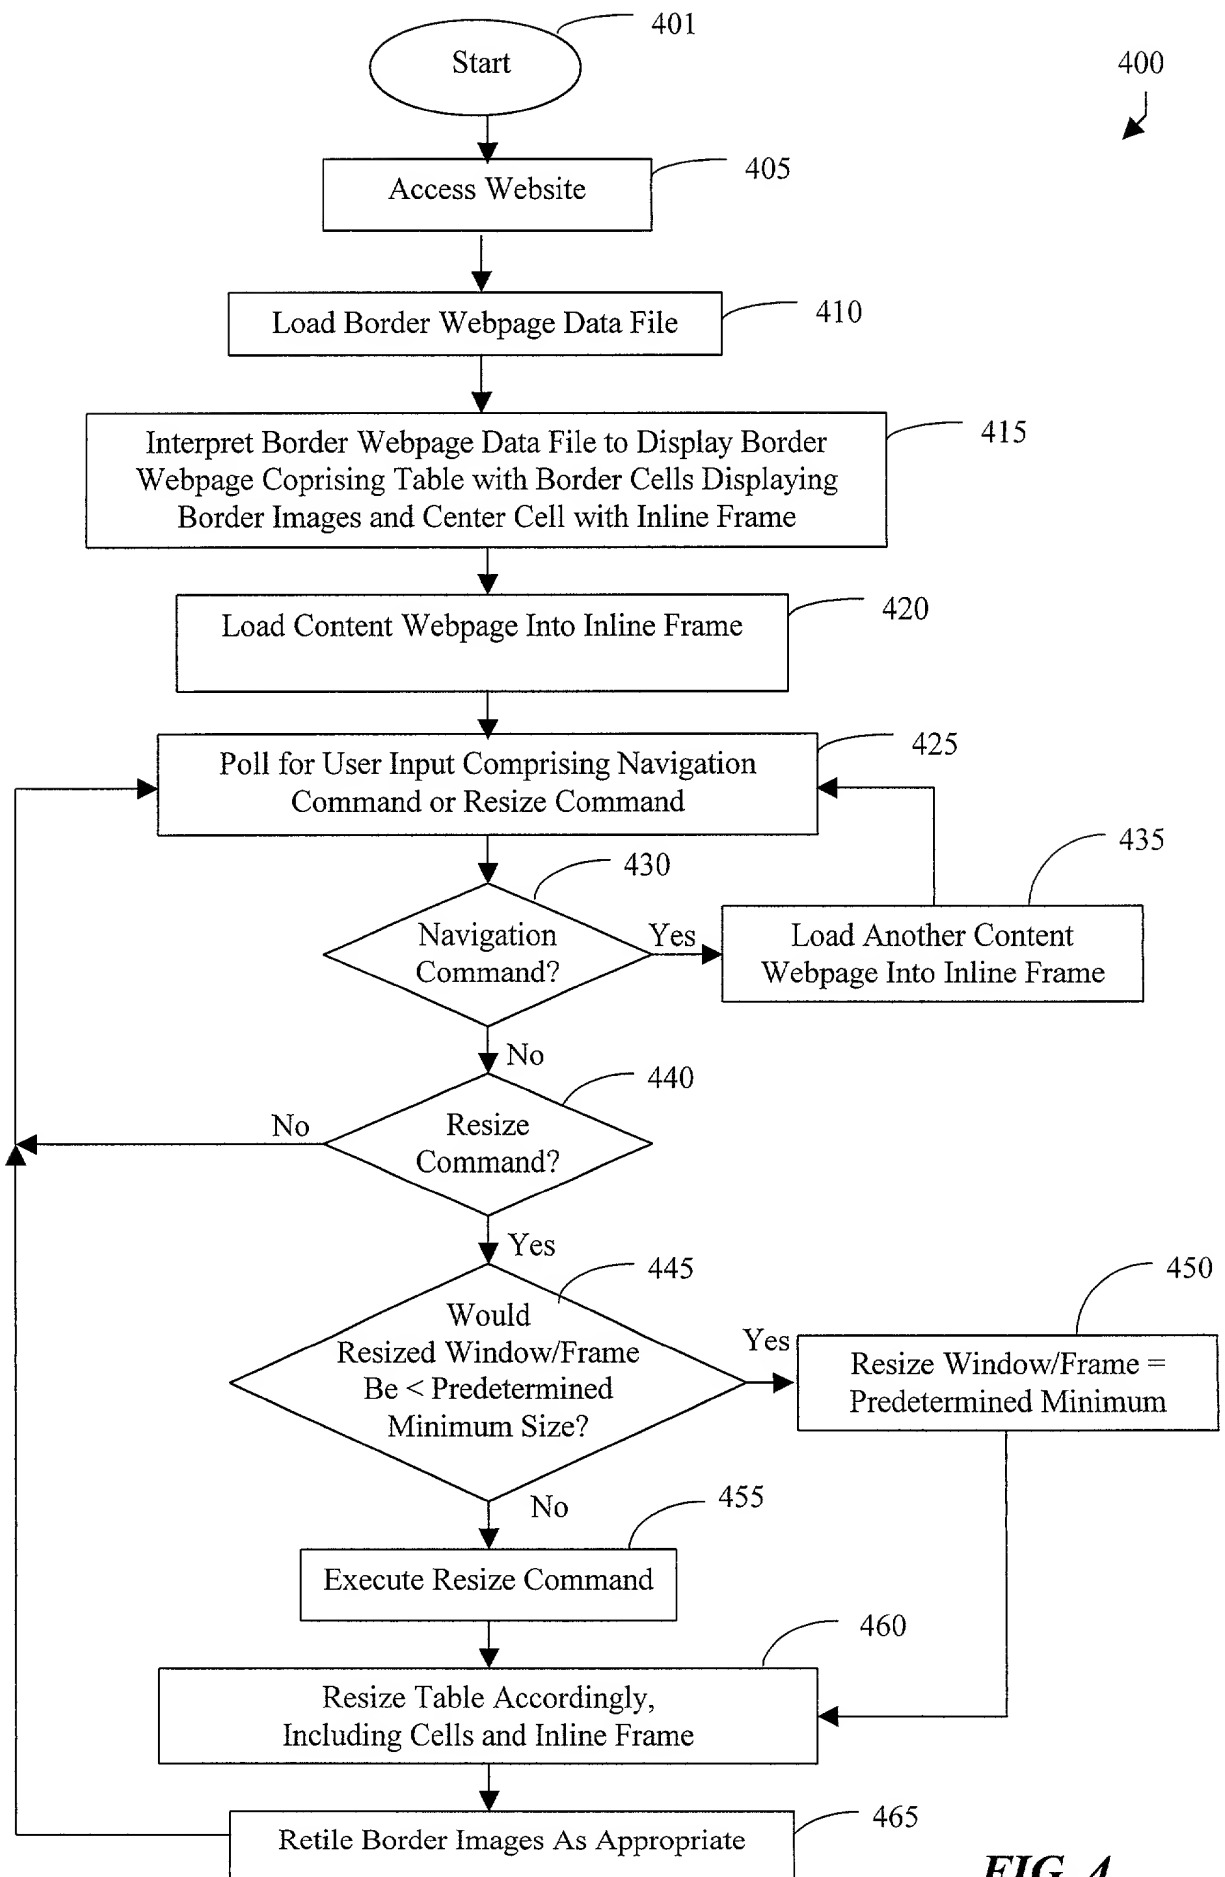 401
Start
400
405
Access Website
410
Load Border Webpage Data File
415
Interpret Border Webpage Data File to Display Border
Webpage Coprising Table with Border Cells Displaying
Border Images and Center Cell with Inline Frame
420
Load Content Webpage Into Inline Frame
425
Poll for User Input Comprising Navigation
Command or Resize Command
430
435
Navigation
Command?
Yes
Load Another Content
Webpage Into Inline Frame
No
440
No
Resize
Command?
Yes
445
450
Would
Resized Window/Frame
Be < Predetermined
Minimum Size?
Yes
Resize Window/Frame =
Predetermined Minimum
No
455
Execute Resize Command
460
Resize Table Accordingly,
Including Cells and Inline Frame
465
Retile Border Images As Appropriate
FIG. 4